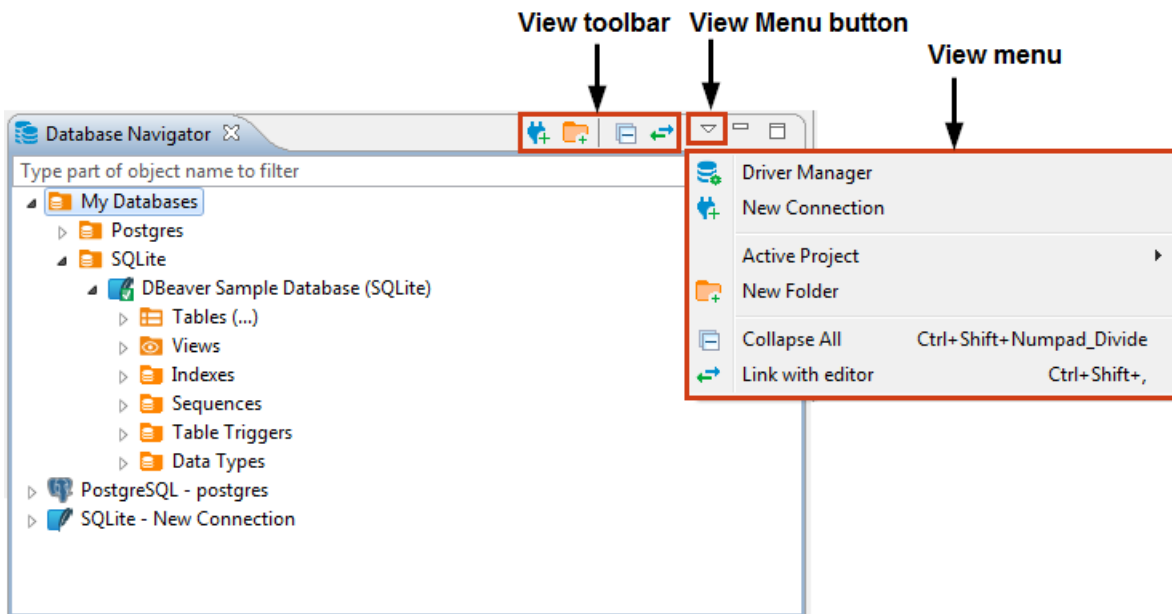 View toolbar View Menu button
View menu
Database Navigator
Type part of object name to filter
My Databases
Postgres
SQLite
DBeaver Sample Database (SQLite)
Tables (...)
Views
Indexes
Sequences
Table Triggers
Data Types
PostgreSQL - postgres
SQLite - New Connection
Driver Manager
New Connection
Active Project
New Folder
Collapse All Ctrl+Shift+Numpad_Divide
Link with editor Ctrl+Shift+,